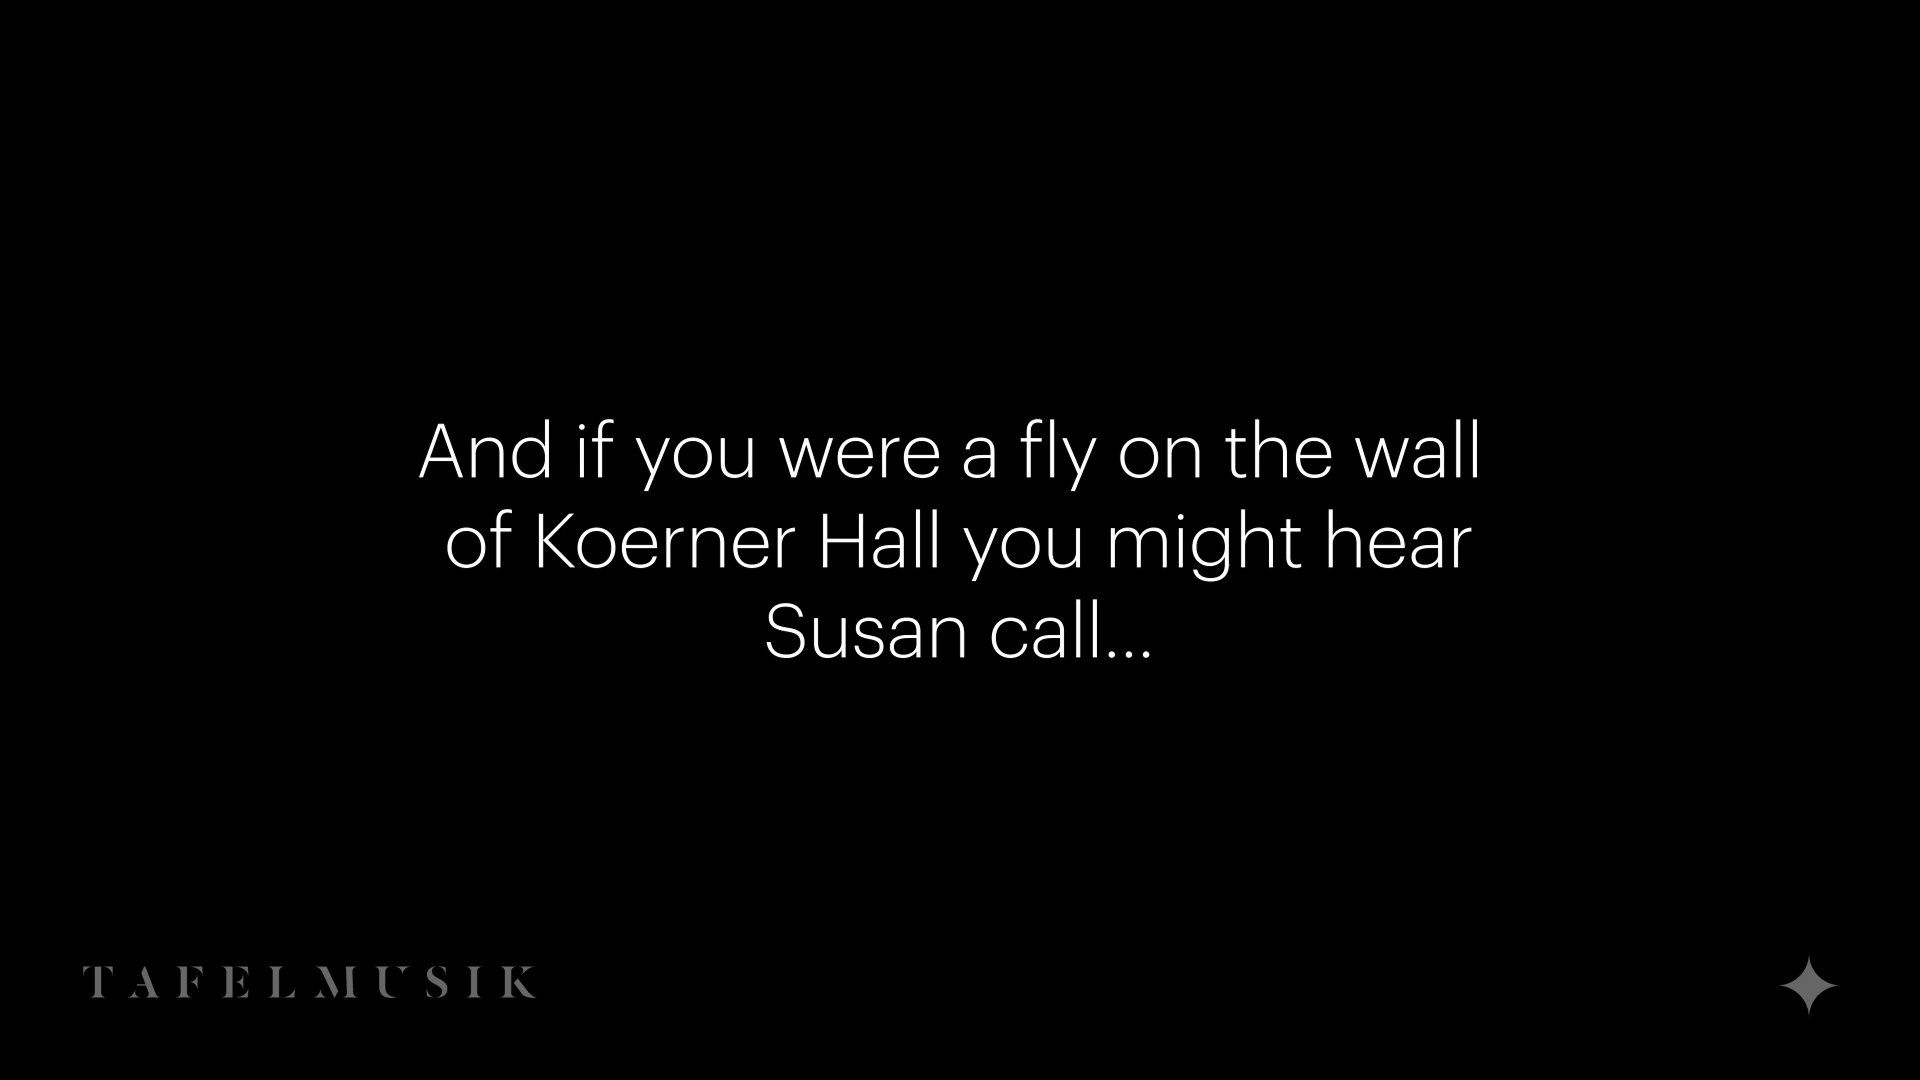 And if you were a fly on the wall
of Koerner Hall you might hear
Susan call...
TAFELMUSIK